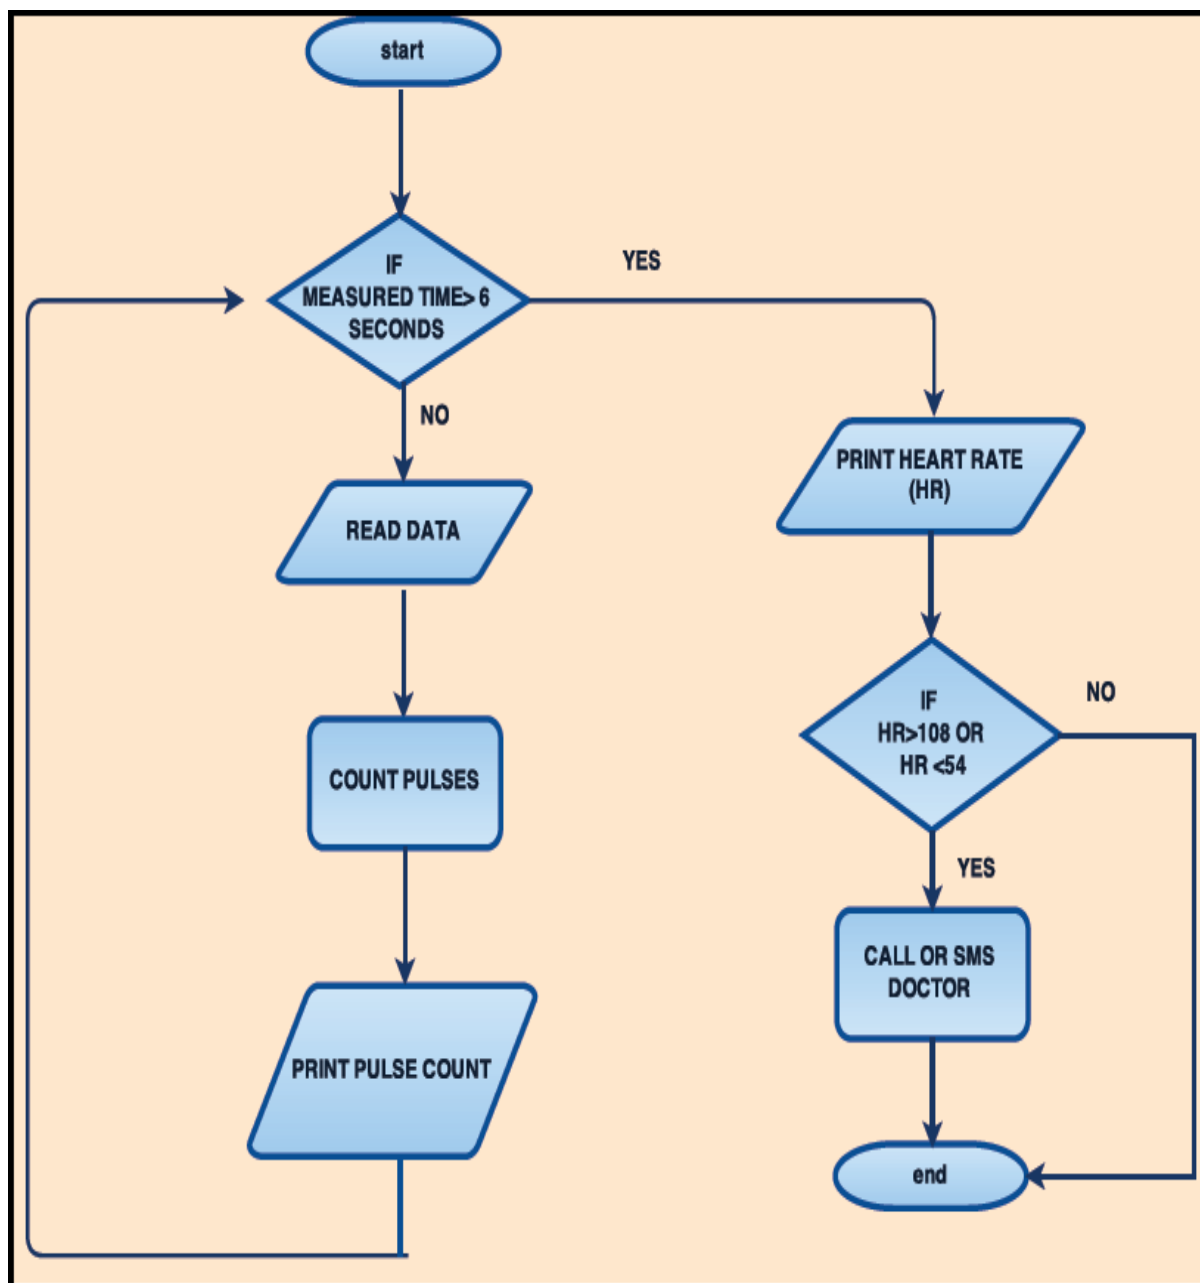 start
IF
MEASURED TIME> 6
SECONDS
YES
NO
READ DATA
COUNT PULSES
PRINT PULSE COUNT
PRINT HEART RATE
(HR)
IF
HR>108 OR
HR <54
NO
YES
CALL OR SMS
DOCTOR
end